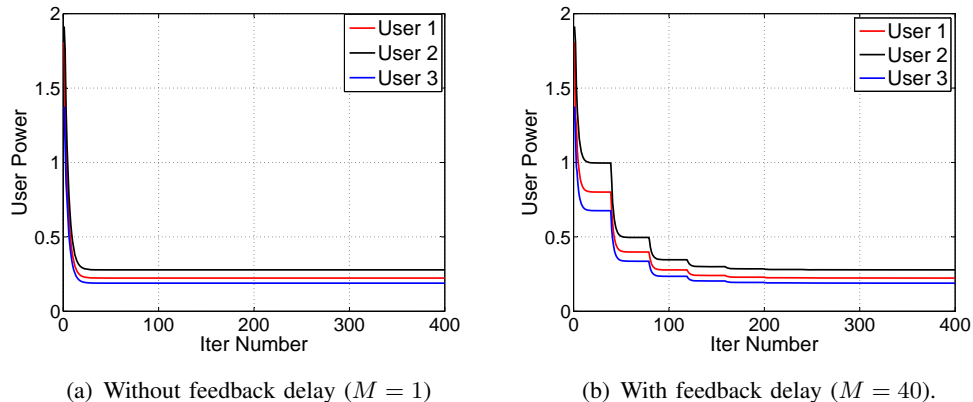 2
1.5
1
0.5
0
0
100
200
300
400
User Power
Iter Number
User 1
User 2
User 3
(a) Without feedback delay (M = 1)
2
1.5
1
0.5
0
0
100
200
300
400
User Power
Iter Number
User 1
User 2
User 3
(b) With feedback delay (M = 40).